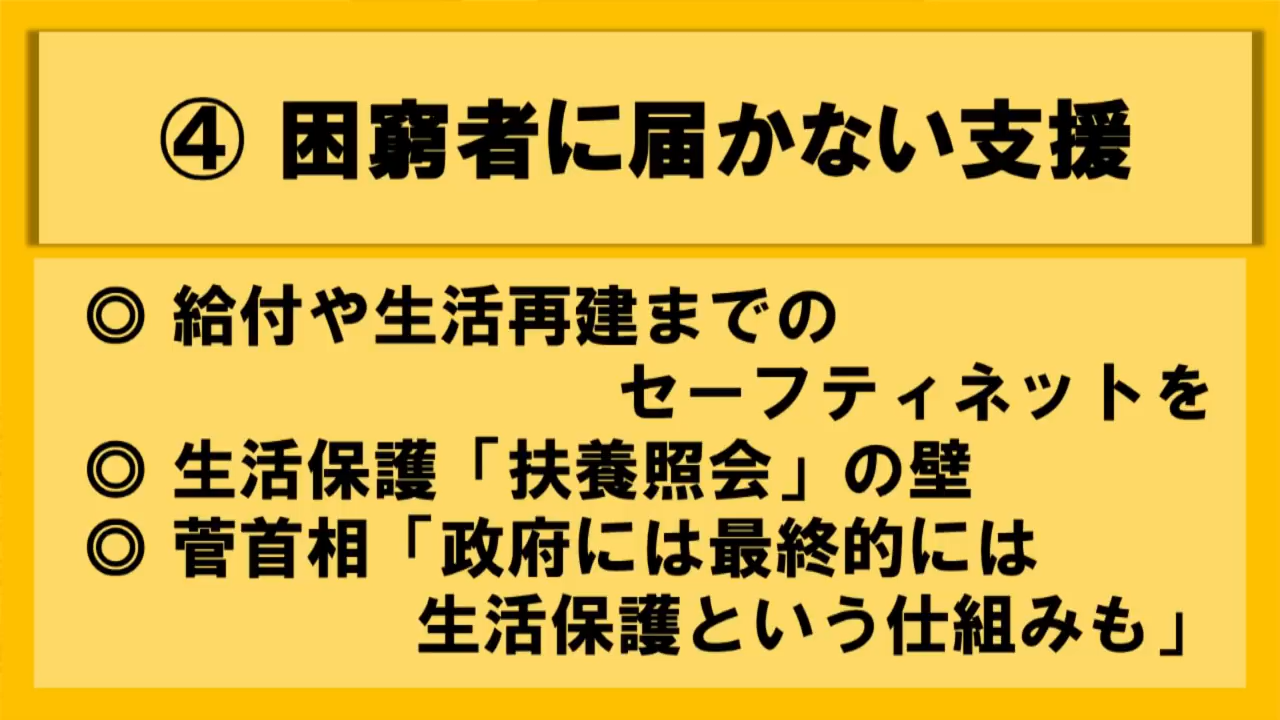 ④ 困窮者に届かない支援
◎ 給付や生活再建までの
セーフティネットを
◎ 生活保護「扶養照会」の壁
◎ 菅首相「政府には最終的には
生活保護という仕組みも」